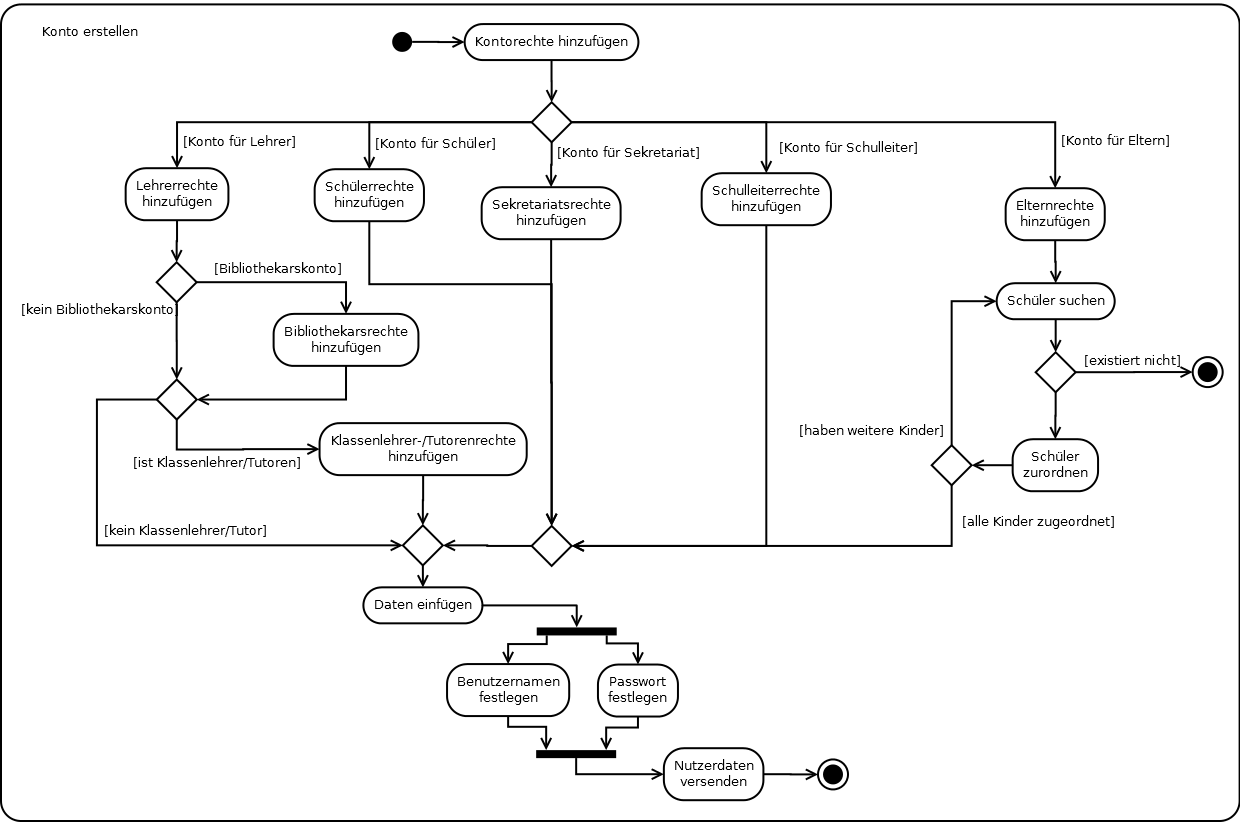 Konto erstellen
Kontorechte hinzufügen
[Konto für Lehrer]
[Konto für Schüler]
[Konto für Sekretariat]
[Konto für Schulleiter]
[Konto für Eltern]
Lehrerrechte
hinzufügen
Schülerrechte
hinzufügen
Sekretariatsrechte
hinzufügen
Schulleiterrechte
hinzufügen
Elternrechte
hinzufügen
[Bibliothekarskonto]
[kein Bibliothekarskonto]
Bibliothekarsrechte
hinzufügen
Schüler suchen
[existiert nicht]
[haben weitere Kinder]
Schüler
zurordnen
Klassenlehrer-/Tutorenrechte
hinzufügen
[ist Klassenlehrer/Tutoren]
[kein Klassenlehrer/Tutor]
[alle Kinder zugeordnet]
Daten einfügen
Benutzernamen
festlegen
Passwort
festlegen
Nutzerdaten
versenden